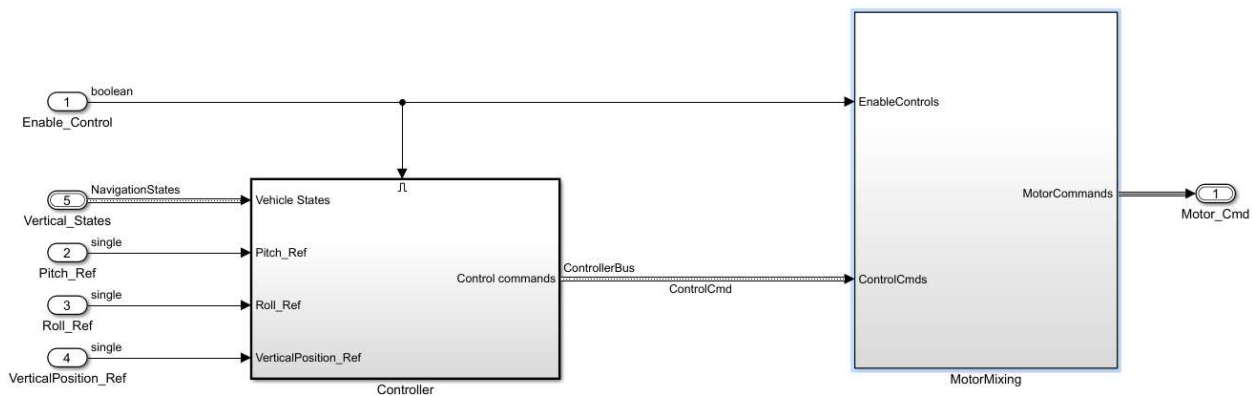 boolean
1
Enable_Control
EnableControls
NavigationStates
5
Vertical_States
Vehicle States
single
2
Pitch_Ref
Pitch_Ref
single
3
Roll_Ref
Roll_Ref
single
4
VerticalPosition_Ref
VerticalPosition_Ref
Control commands
Controller
ControllerBus
ControlCmd
ControlCmds
MotorCommands
MotorMixing
1
Motor_Cmd